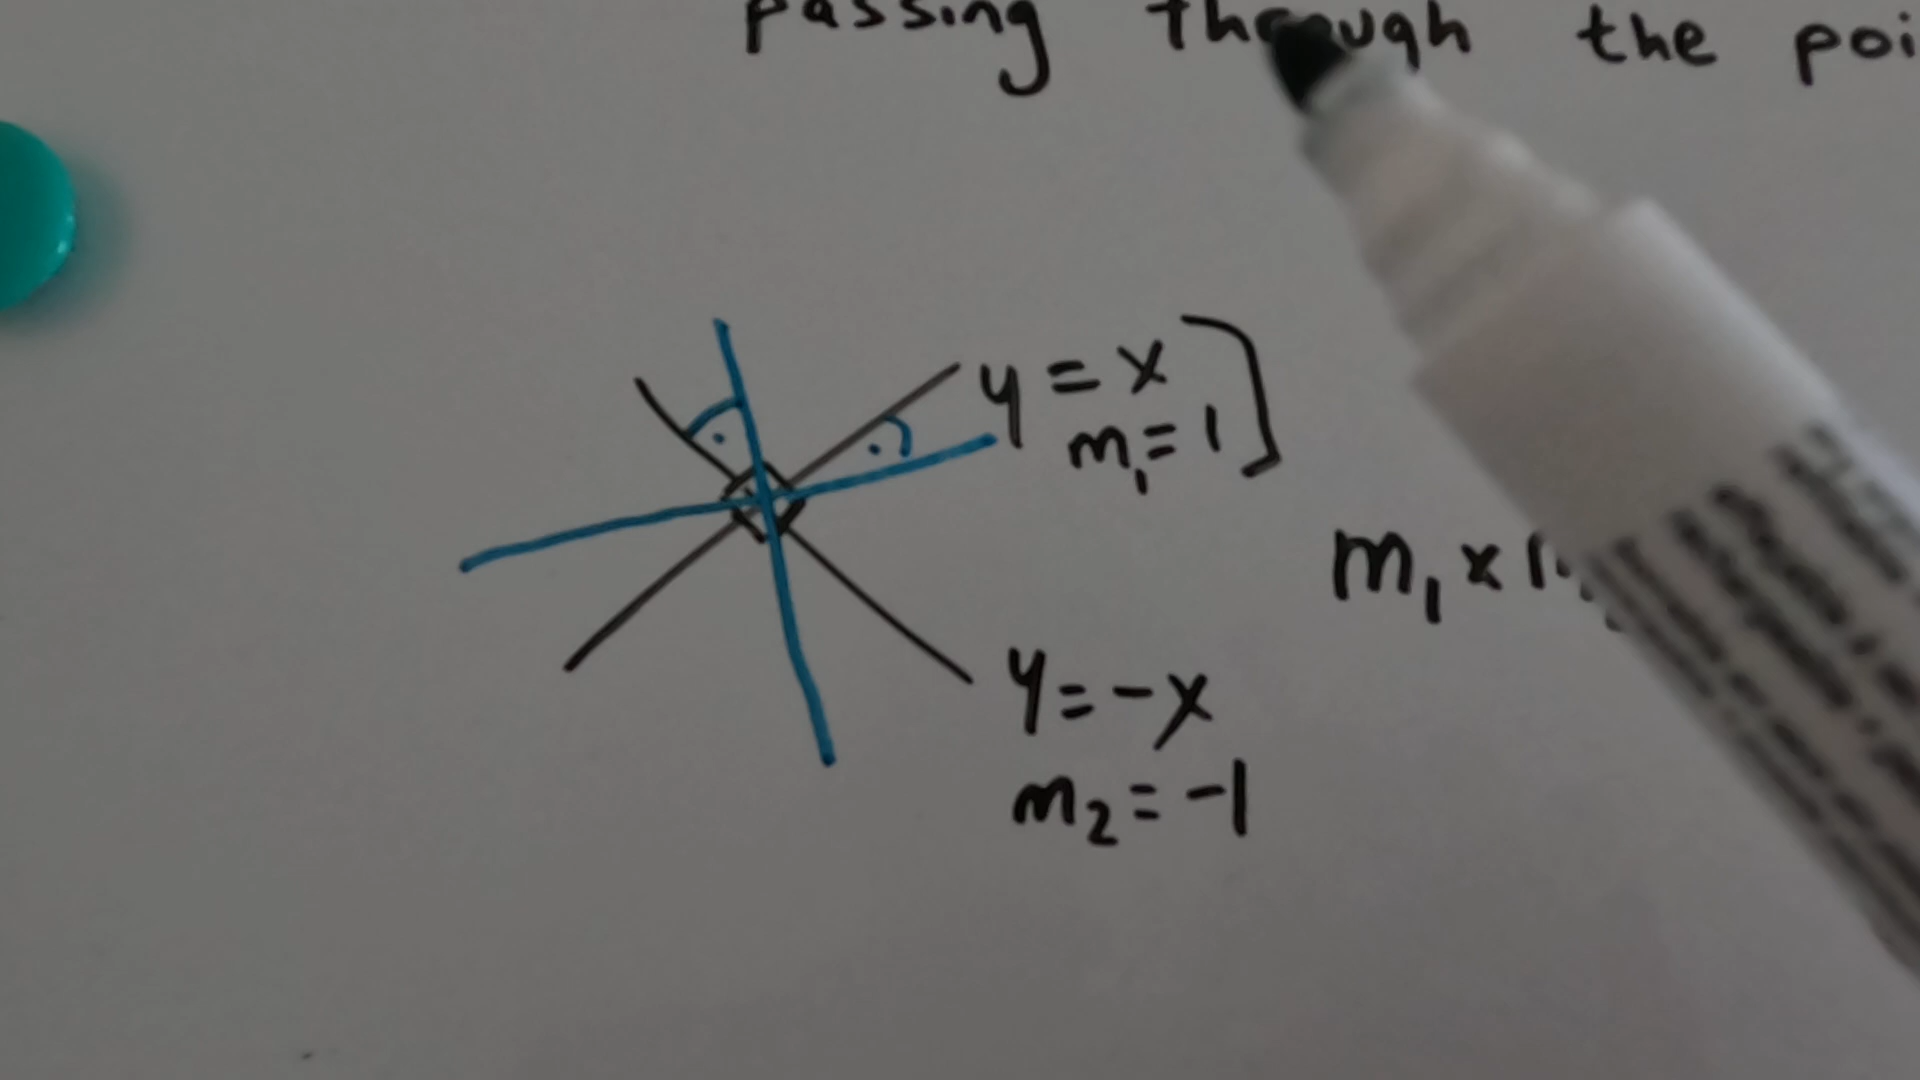 passing through the
y = x
m₁ = 1
m₁ x
y = -x
m₂ = -1